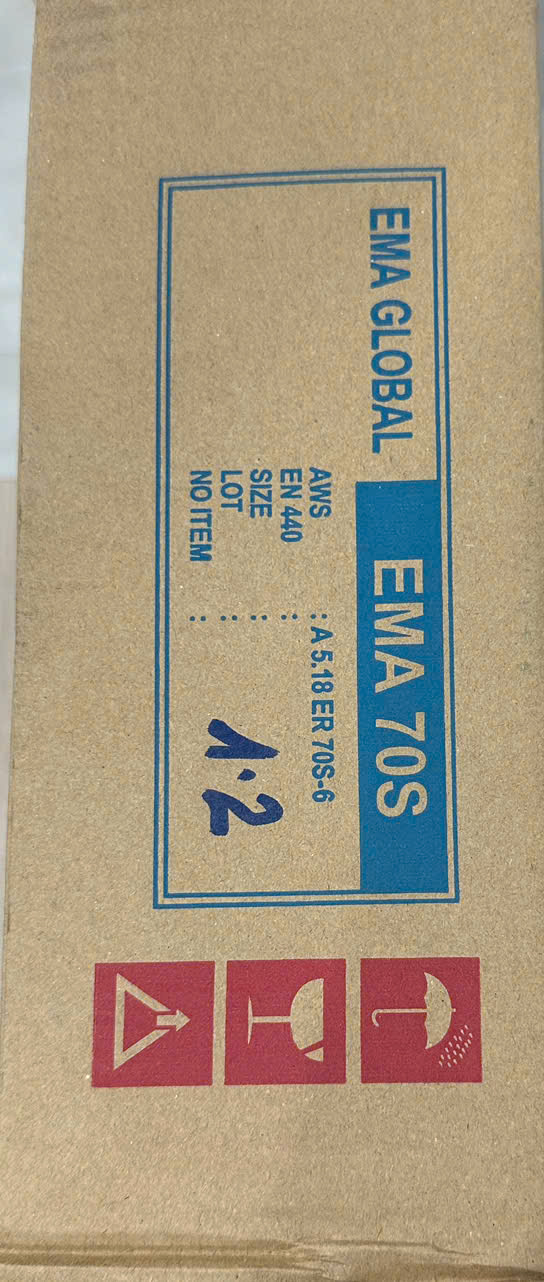 EMA GLOBAL
EMA 70S
AWS : A 5.18 ER 70S-6
EN 440 :
SIZE :
LOT :
NO ITEM :
1.2